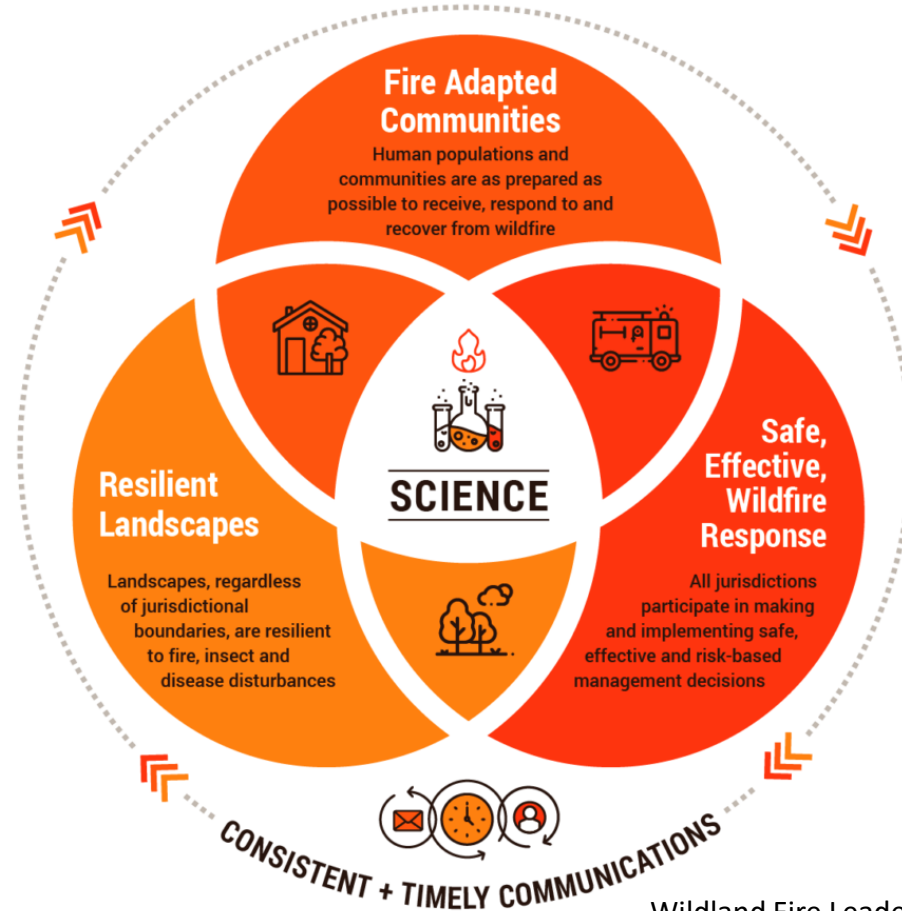 Fire Adapted
Communities
Human populations and
communities are as prepared as
possible to receive, respond to and
recover from wildfire
SCIENCE
Resilient
Landscapes
Landscapes, regardless
of jurisdictional
boundaries, are resilient
to fire, insect and
disease disturbances
Safe,
Effective,
Wildfire
Response
All jurisdictions
participate in making
and implementing safe,
effective and risk-based
management decisions
CONSISTENT + TIMELY COMMUNICATIONS
Wildland Fire